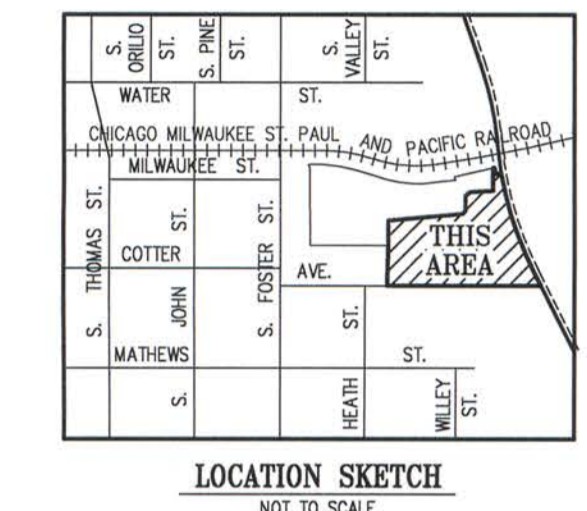 S. ORILIO ST.
S. PINE ST.
S. VALLEY ST.
WATER ST.
CHICAGO MILWAUKEE ST. PAUL AND PACIFIC RAILROAD
MILWAUKEE ST.
S. THOMAS ST.
S. JOHN ST.
S. FOSTER ST.
COTTER AVE.
THIS
AREA
MATHEWS ST.
HEATH ST.
WILLEY ST.
LOCATION SKETCH
NOT TO SCALE